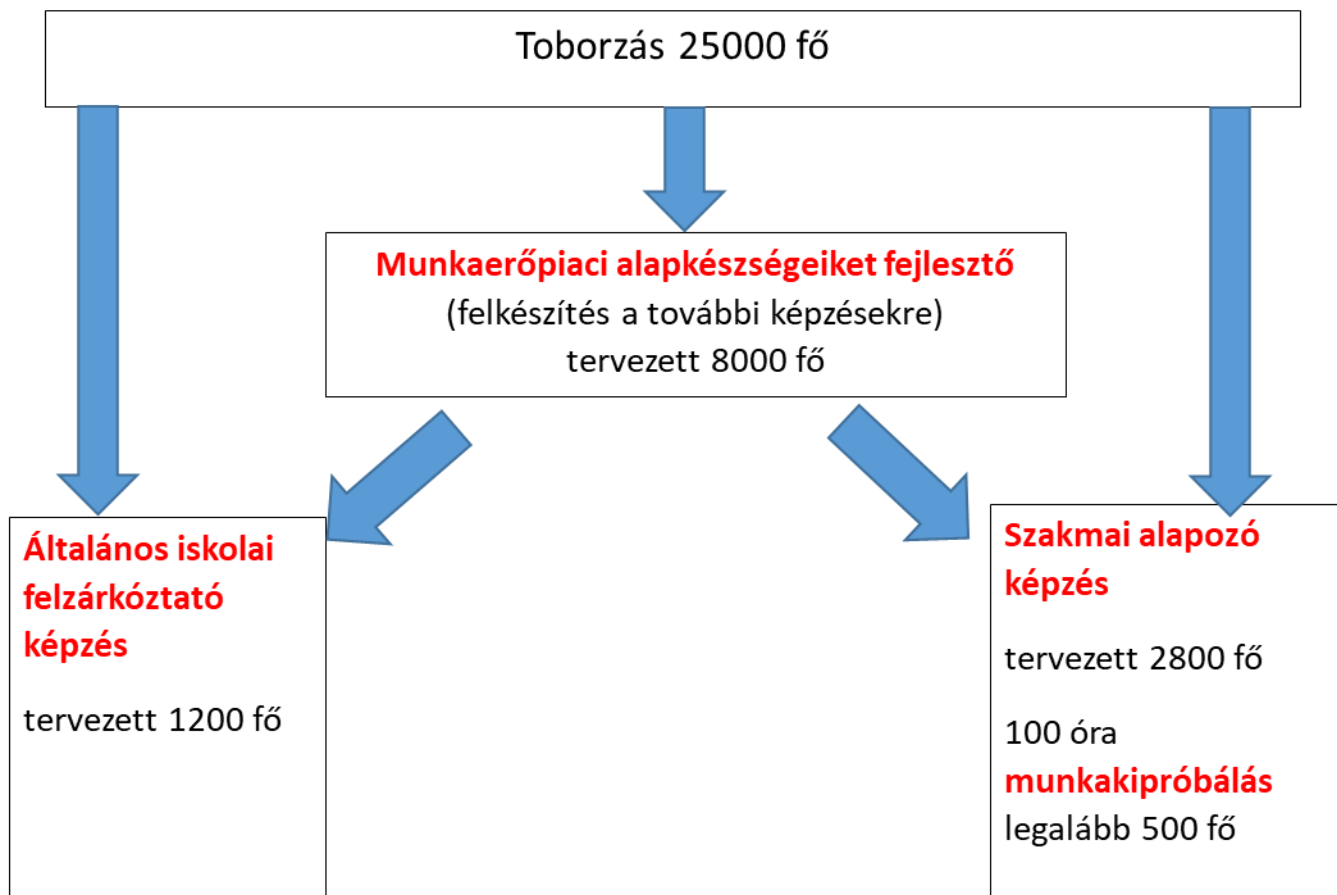 Toborzás 25000 fő
Munkaerőpiaci alapkészségeiket fejlesztő
(felkészítés a további képzésekre)
tervezett 8000 fő
Általános iskolai
felzárkóztató
képzés
tervezett 1200 fő
Szakmai alapozó
képzés
tervezett 2800 fő
100 óra
munkakipróbálás
legalább 500 fő